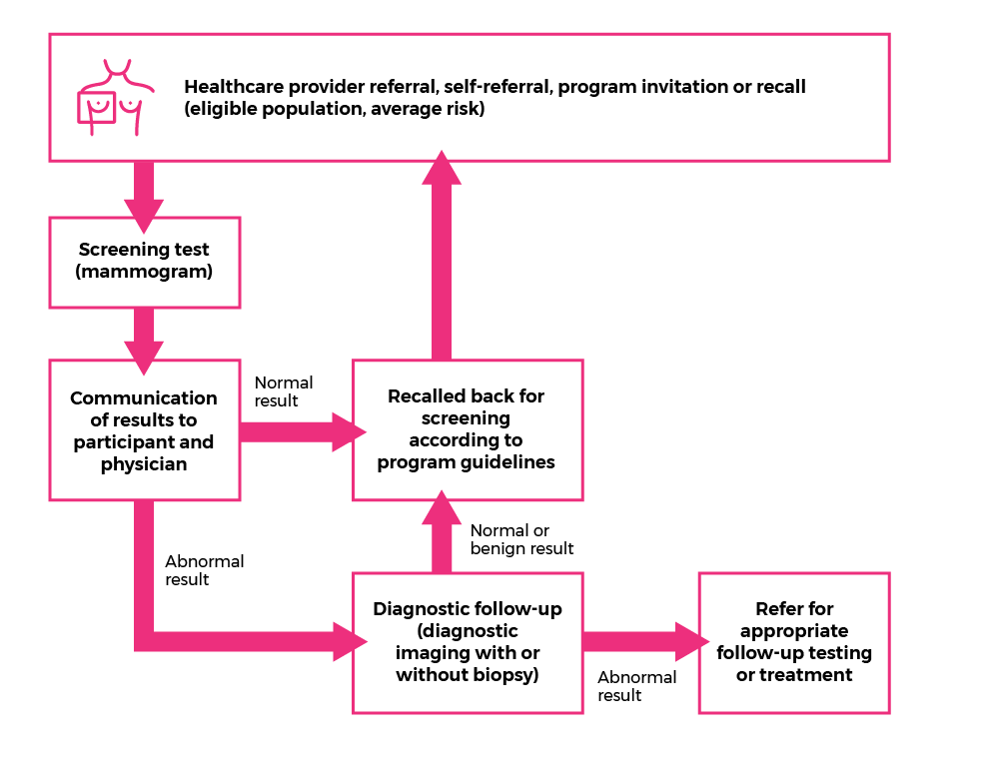 Healthcare provider referral, self-referral, program invitation or recall
(eligible population, average risk)
Screening test
(mammogram)
Communication
of results to
participant and
physician
Normal
result
Recalled back for
screening
according to
program guidelines
Abnormal
result
Normal or
benign result
Diagnostic follow-up
(diagnostic
imaging with or
without biopsy)
Abnormal
result
Refer for
appropriate
follow-up testing
or treatment